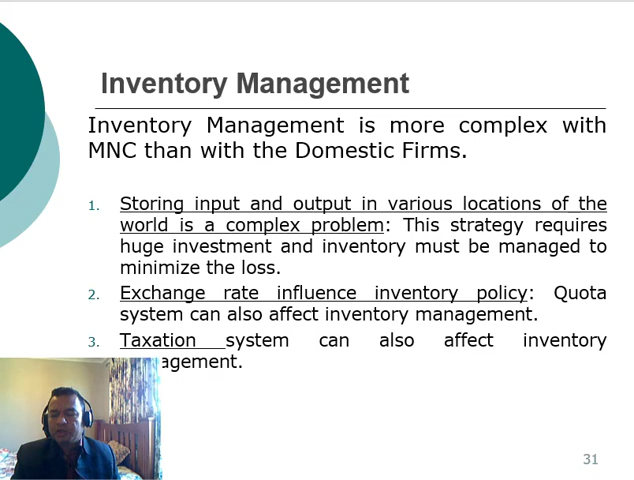 Inventory Management
Inventory Management is more complex with
MNC than with the Domestic Firms.
1. Storing input and output in various locations of the
world is a complex problem: This strategy requires
huge investment and inventory must be managed to
minimize the loss.
2. Exchange rate influence inventory policy: Quota
system can also affect inventory management.
3. Taxation system can also affect inventory
agement.
31